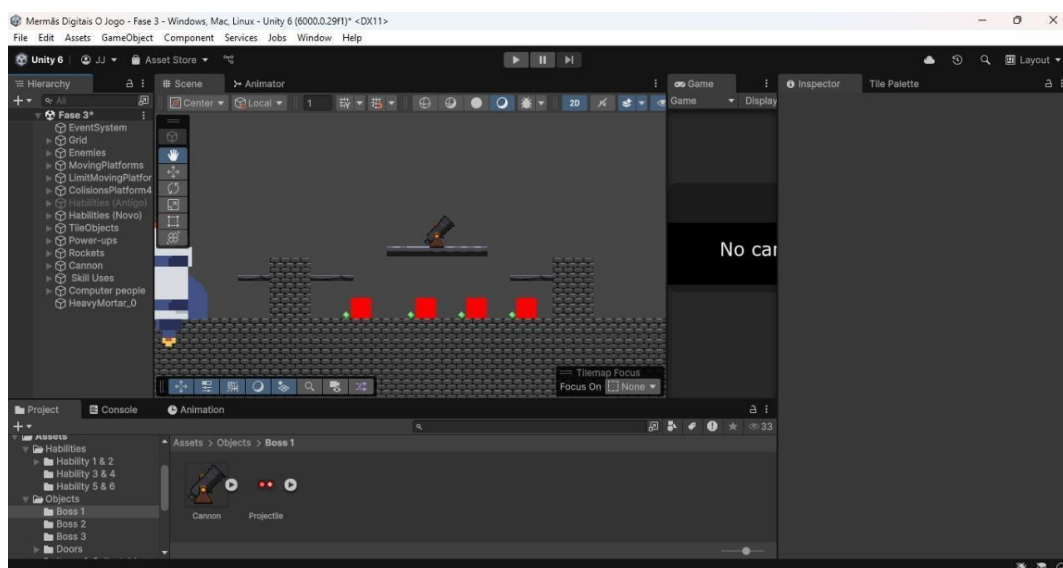 Mermãs Digitais O Jogo - Fase 3 - Windows, Mac, Linux - Unity 6 (6000.0.29f1)* <DX11>
File Edit Assets GameObject Component Services Jobs Window Help
Unity 6 JJ Asset Store Layout
Hierarchy Scene Animator Game Inspector Tile Palette
All Center Local 1 2D Game Display
Fase 3*
EventSystem
Grid
Enemies
MovingPlatforms
LimitMovingPlatfor
ColisionsPlatform4
Habilities (Antigo)
Habilities (Novo)
TileObjects
Power-ups
Rockets
Cannon
Skill Uses
Computer people
HeavyMortar_0
No cam
Tilemap Focus
Focus On None
Project Console Animation
33
Assets
Habilities
Hability 1 & 2
Hability 3 & 4
Hability 5 & 6
Objects
Boss 1
Boss 2
Boss 3
Doors
Assets > Objects > Boss 1
Cannon Projectile